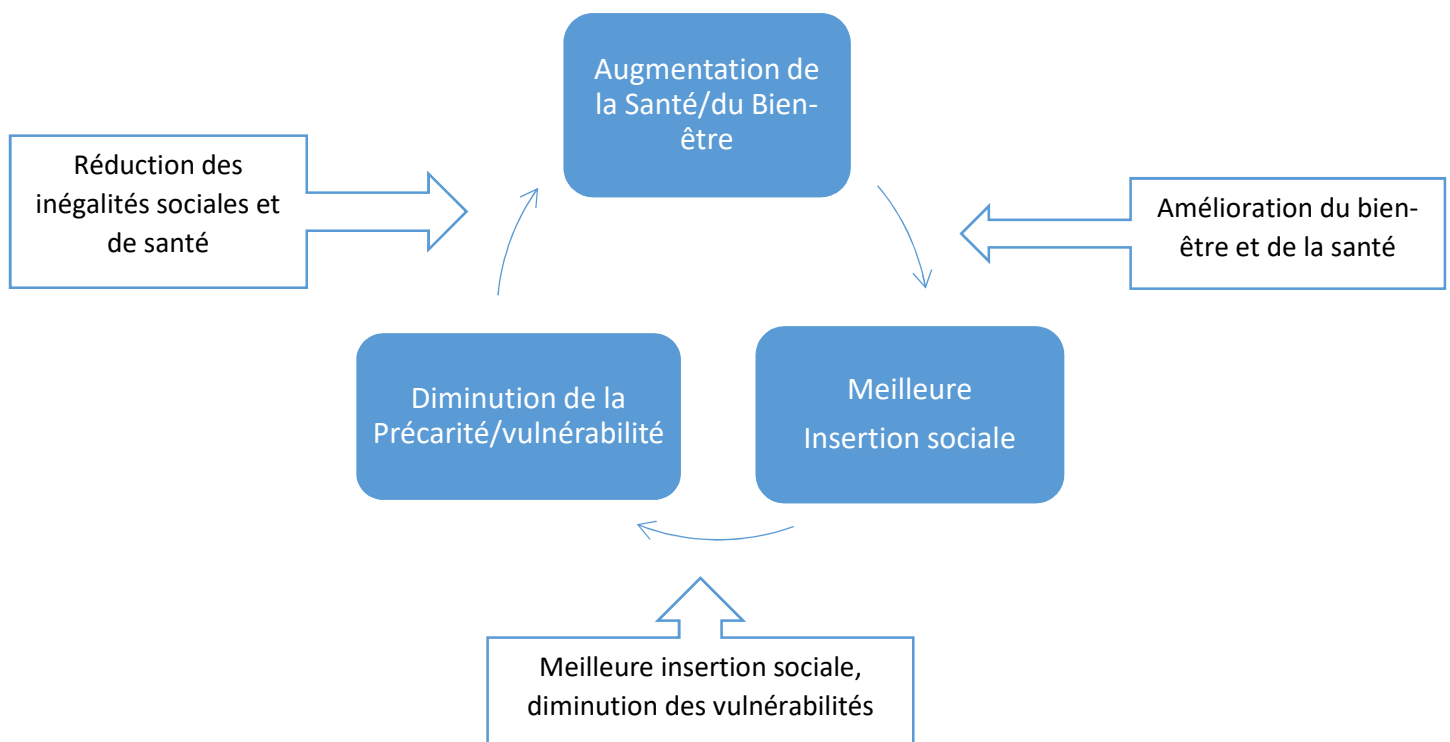 Augmentation de
la Santé/du Bien-
être
Réduction des
inégalités sociales et
de santé
Amélioration du bien-
être et de la santé
Diminution de la
Précarité/vulnérabilité
Meilleure
Insertion sociale
Meilleure insertion sociale,
diminution des vulnérabilités